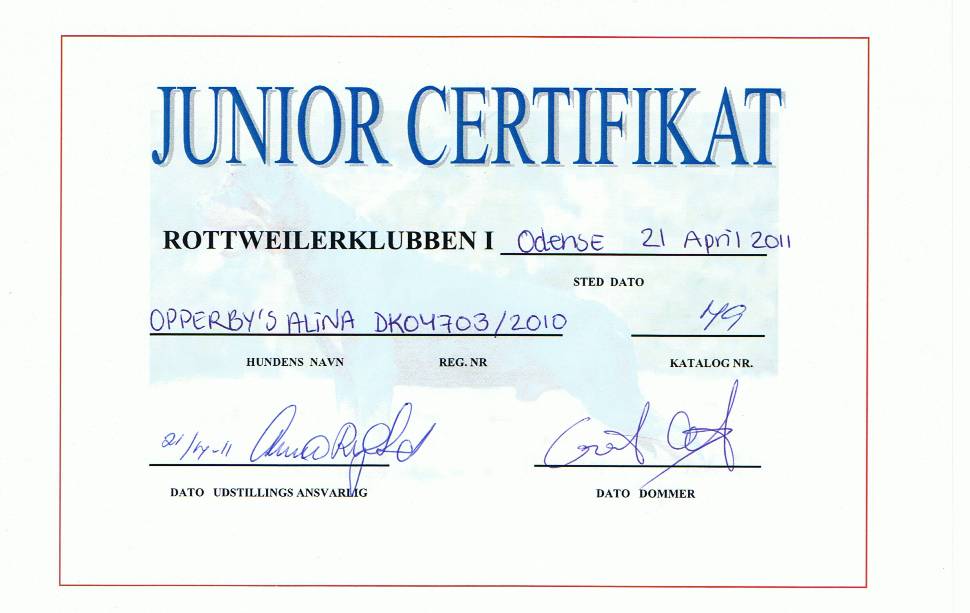 JUNIOR CERTIFIKAT
ROTTWEILERKLUBBEN I Odense 21 April 2011
STED DATO
OPPERBY'S ALINA DK04703/2010 49
HUNDENS NAVN REG. NR KATALOG NR.
21/4-11
DATO UDSTILLINGS ANSVARLIG DATO DOMMER